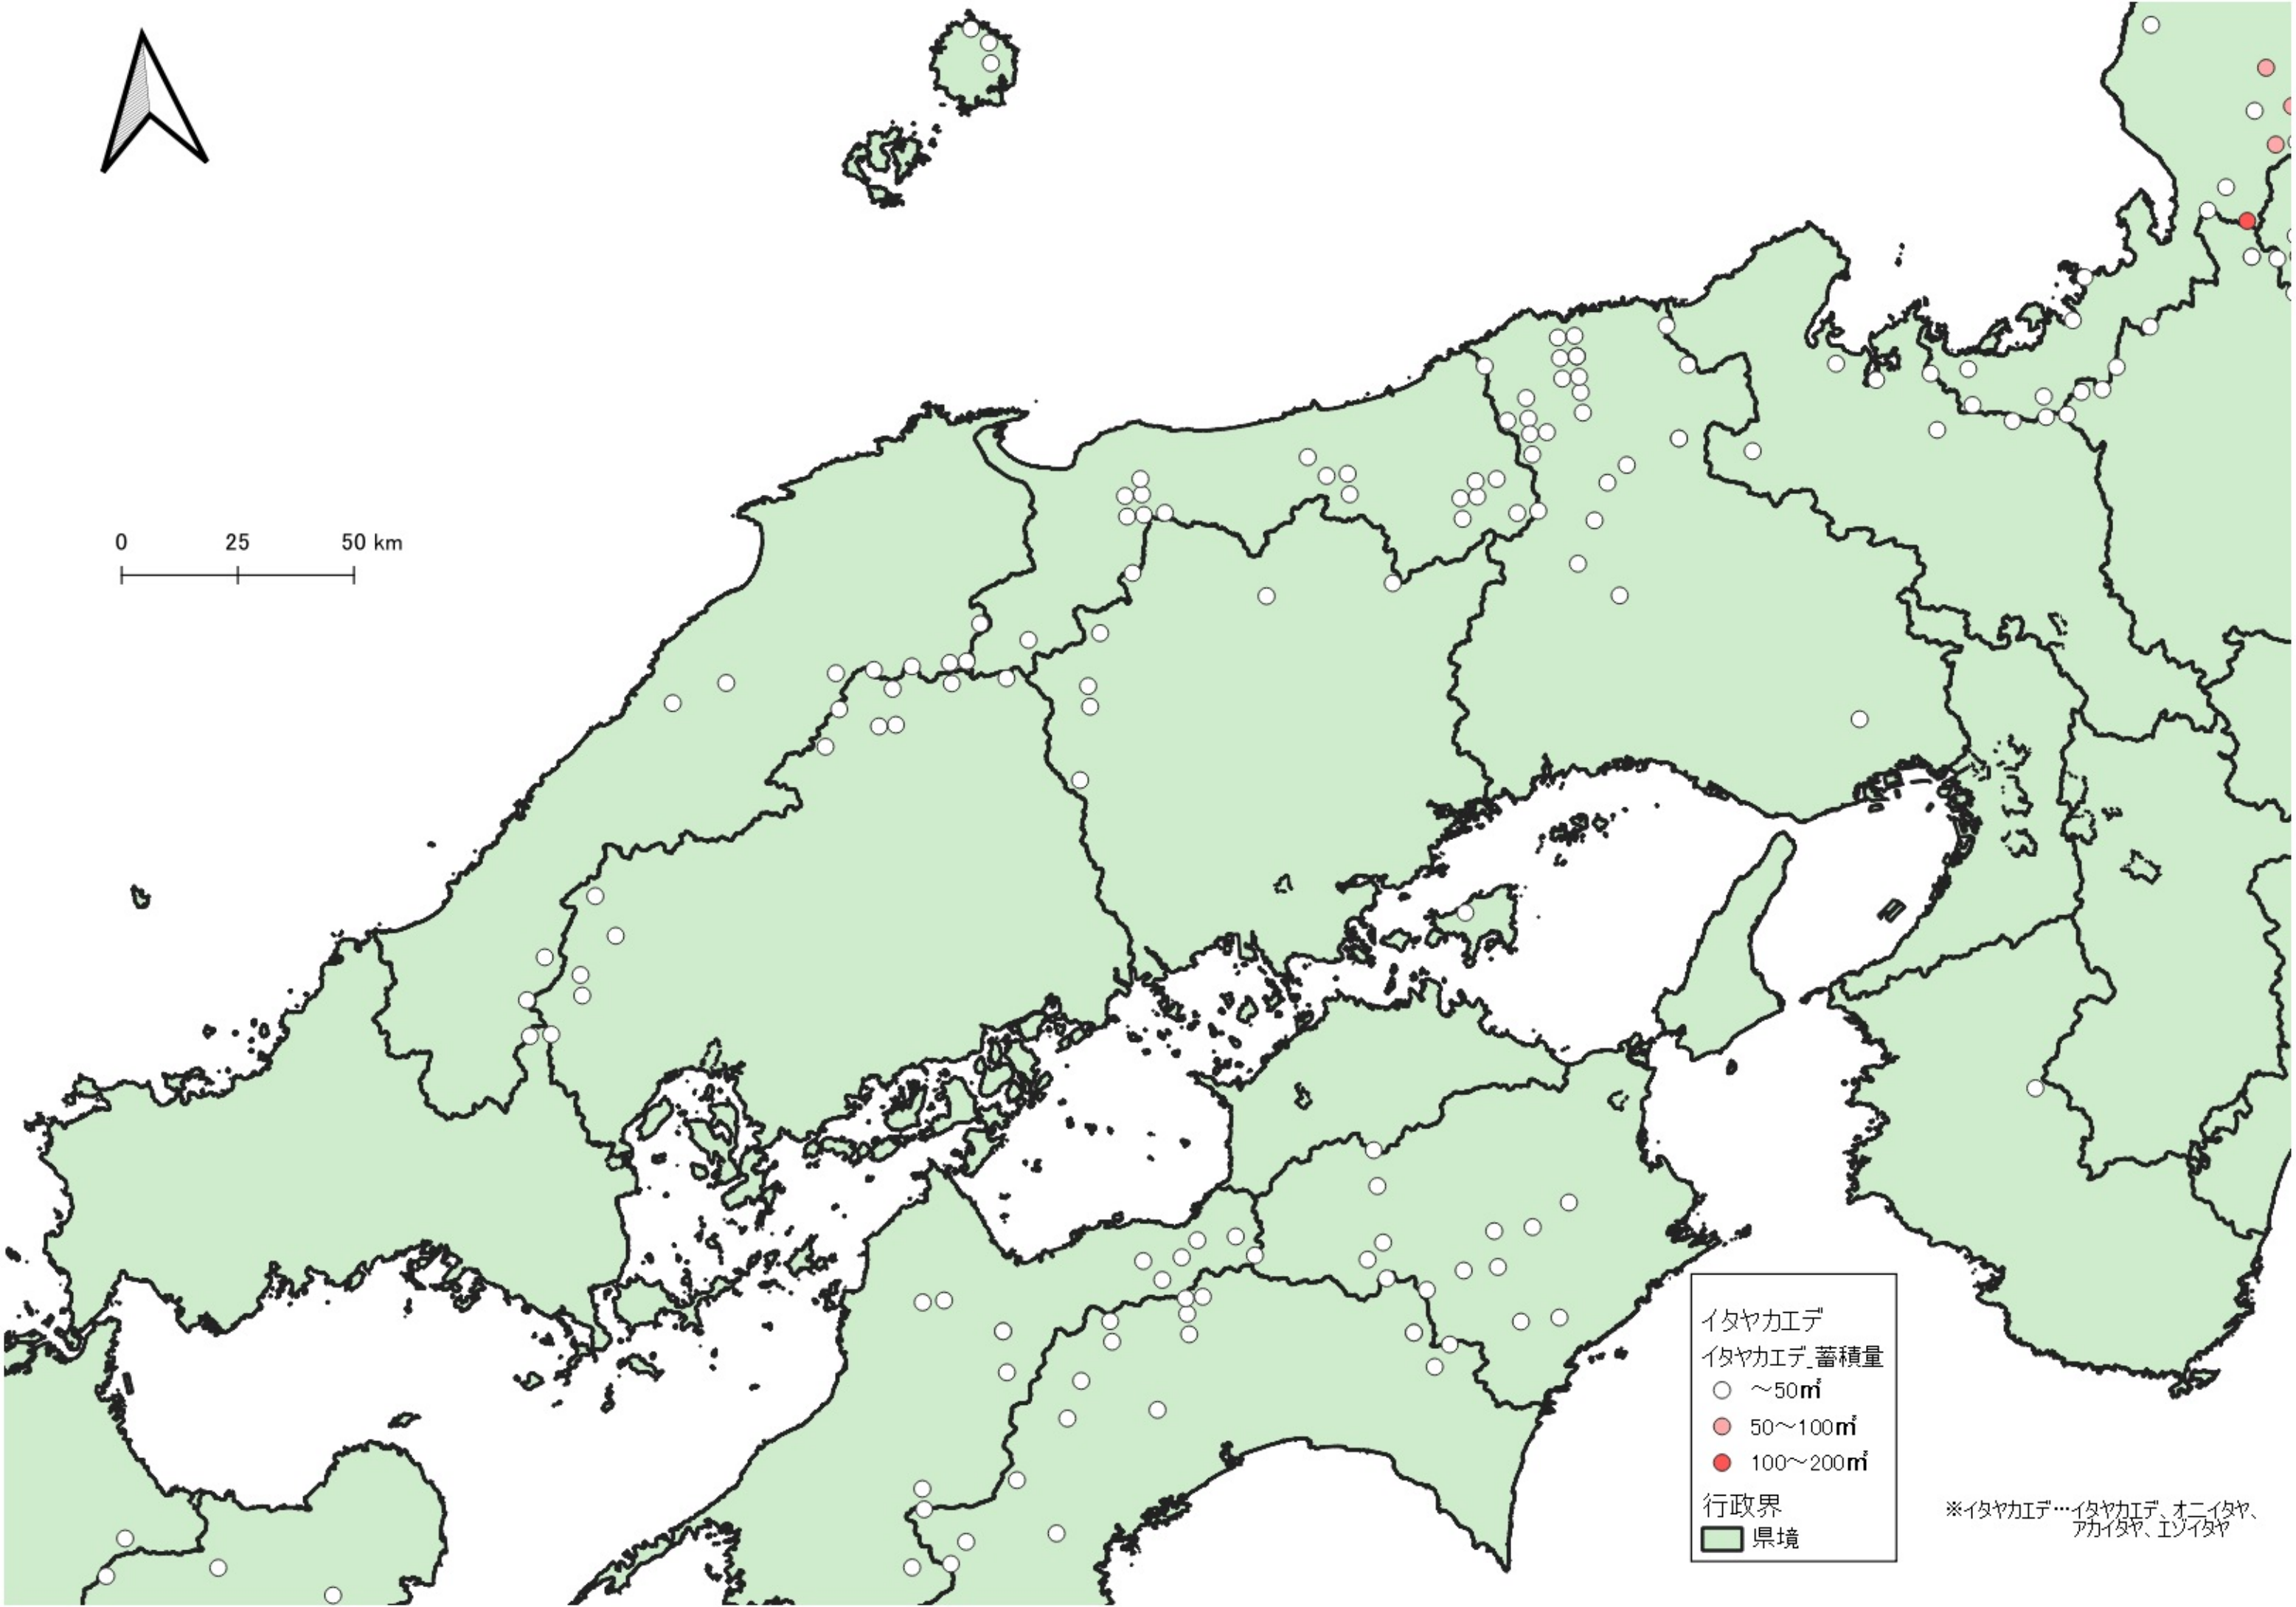 0 25 50 km
イタヤカエデ
イタヤカエデ_蓄積量
～50㎥
50～100㎥
100～200㎥
行政界
県境
※イタヤカエデ…イタヤカエデ、オニイタヤ、
アカイタヤ、エゾイタヤ